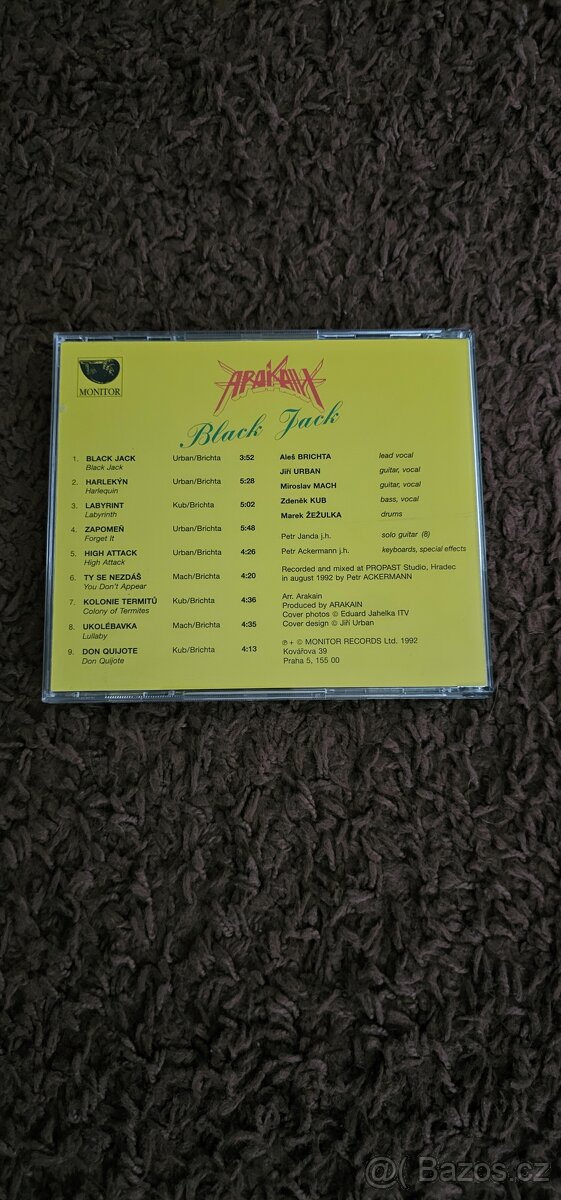 MONITOR
ARAKAIN
Black Jack
1. BLACK JACK Urban/Brichta 3:52
Black Jack
2. HARLEKÝN Urban/Brichta 5:28
Harlequin
3. LABYRINT Kub/Brichta 5:02
Labyrinth
4. ZAPOMEŇ Urban/Brichta 5:48
Forget It
5. HIGH ATTACK Urban/Brichta 4:26
High Attack
6. TY SE NEZDÁŠ Mach/Brichta 4:20
You Don't Appear
7. KOLONIE TERMITŮ Kub/Brichta 4:36
Colony of Termites
8. UKOLÉBAVKA Mach/Brichta 4:35
Lullaby
9. DON QUIJOTE Kub/Brichta 4:13
Don Quijote
Aleš BRICHTA lead vocal
Jiří URBAN guitar, vocal
Miroslav MACH guitar, vocal
Zdeněk KUB bass, vocal
Marek ŽEŽULKA drums
Petr Janda j.h. solo guitar (8)
Petr Ackermann j.h. keyboards, special effects
Recorded and mixed at PROPAST Studio, Hradec
in august 1992 by Petr ACKERMANN
Arr. Arakain
Produced by ARAKAIN
Cover photos © Eduard Jahelka ITV
Cover design © Jiří Urban
℗ + © MONITOR RECORDS Ltd. 1992
Kovářova 39
Praha 5, 155 00
@( Bazos.cz